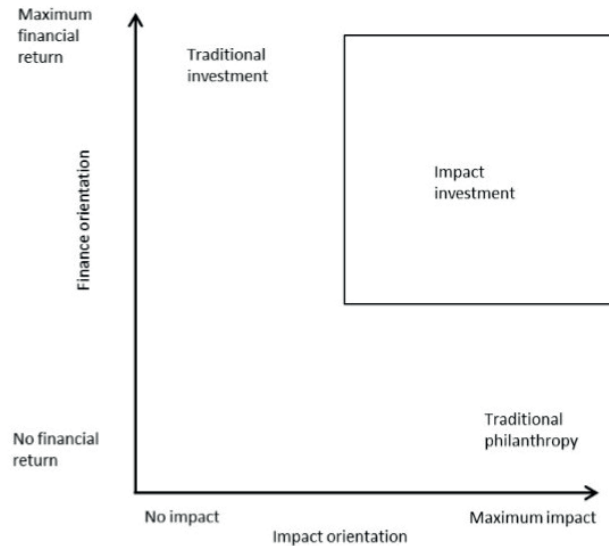 Maximum
financial
return
Traditional
investment
Impact
investment
Finance orientation
Traditional
philanthropy
No financial
return
No impact
Maximum impact
Impact orientation